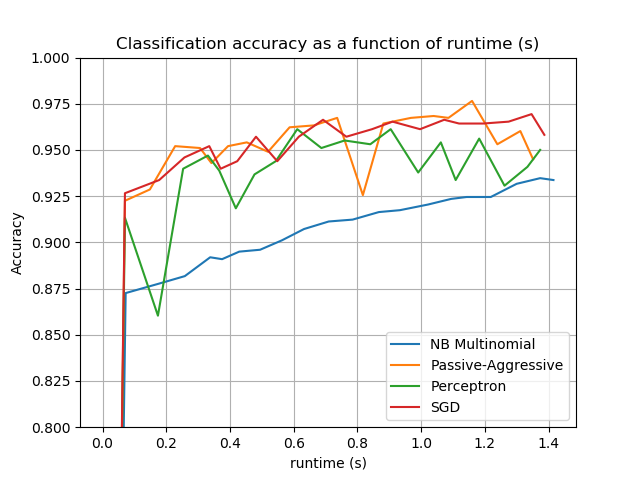 Classification accuracy as a function of runtime (s)
1.000
0.975
0.950
0.925
0.900
0.875
0.850
0.825
0.800
Accuracy
NB Multinomial
Passive-Aggressive
Perceptron
SGD
0.0 0.2 0.4 0.6 0.8 1.0 1.2 1.4
runtime (s)